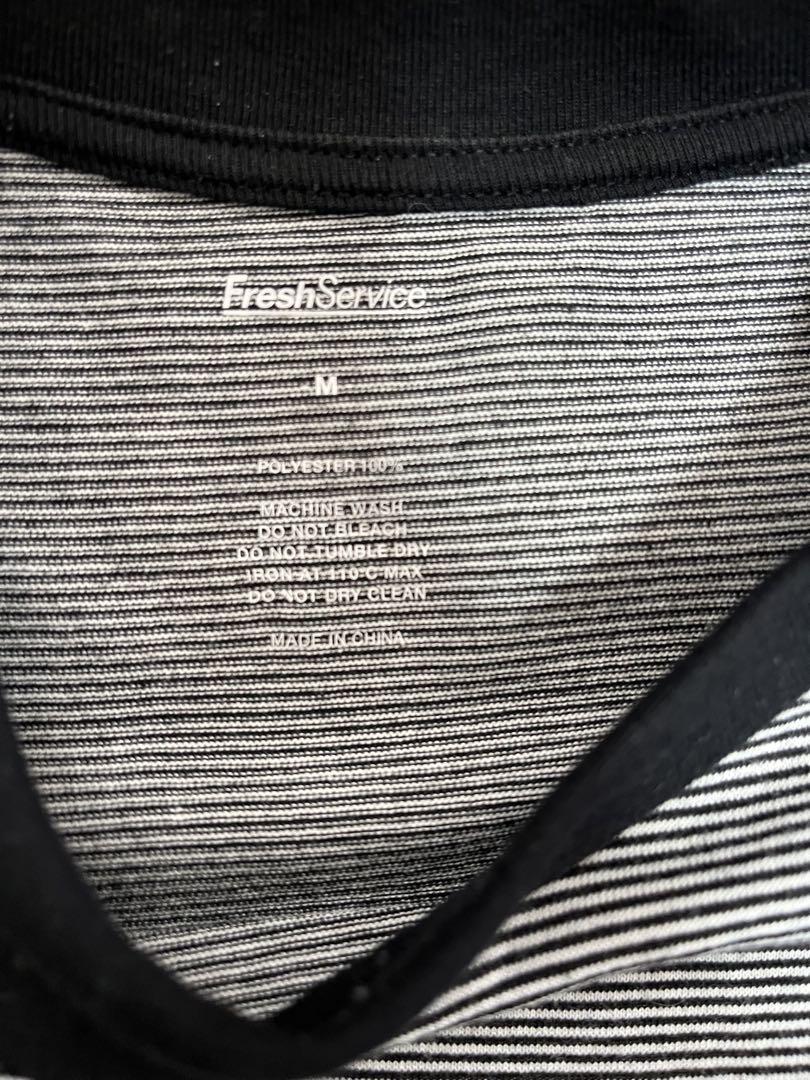 FreshService
M
POLYESTER 100%
MACHINE WASH
DO NOT BLEACH
DO NOT TUMBLE DRY
IRON AT 110°C MAX
DO NOT DRY CLEAN
MADE IN CHINA